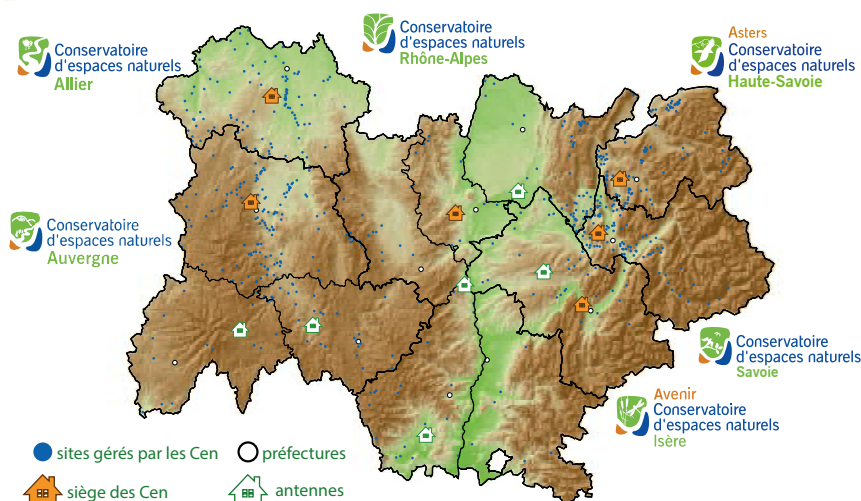 Conservatoire
d'espaces naturels
Allier
Conservatoire
d'espaces naturels
Rhône-Alpes
Asters
Conservatoire
d'espaces naturels
Haute-Savoie
Conservatoire
d'espaces naturels
Auvergne
Conservatoire
d'espaces naturels
Savoie
Avenir
Conservatoire
d'espaces naturels
Isère
sites gérés par les Cen
préfectures
siège des Cen
antennes